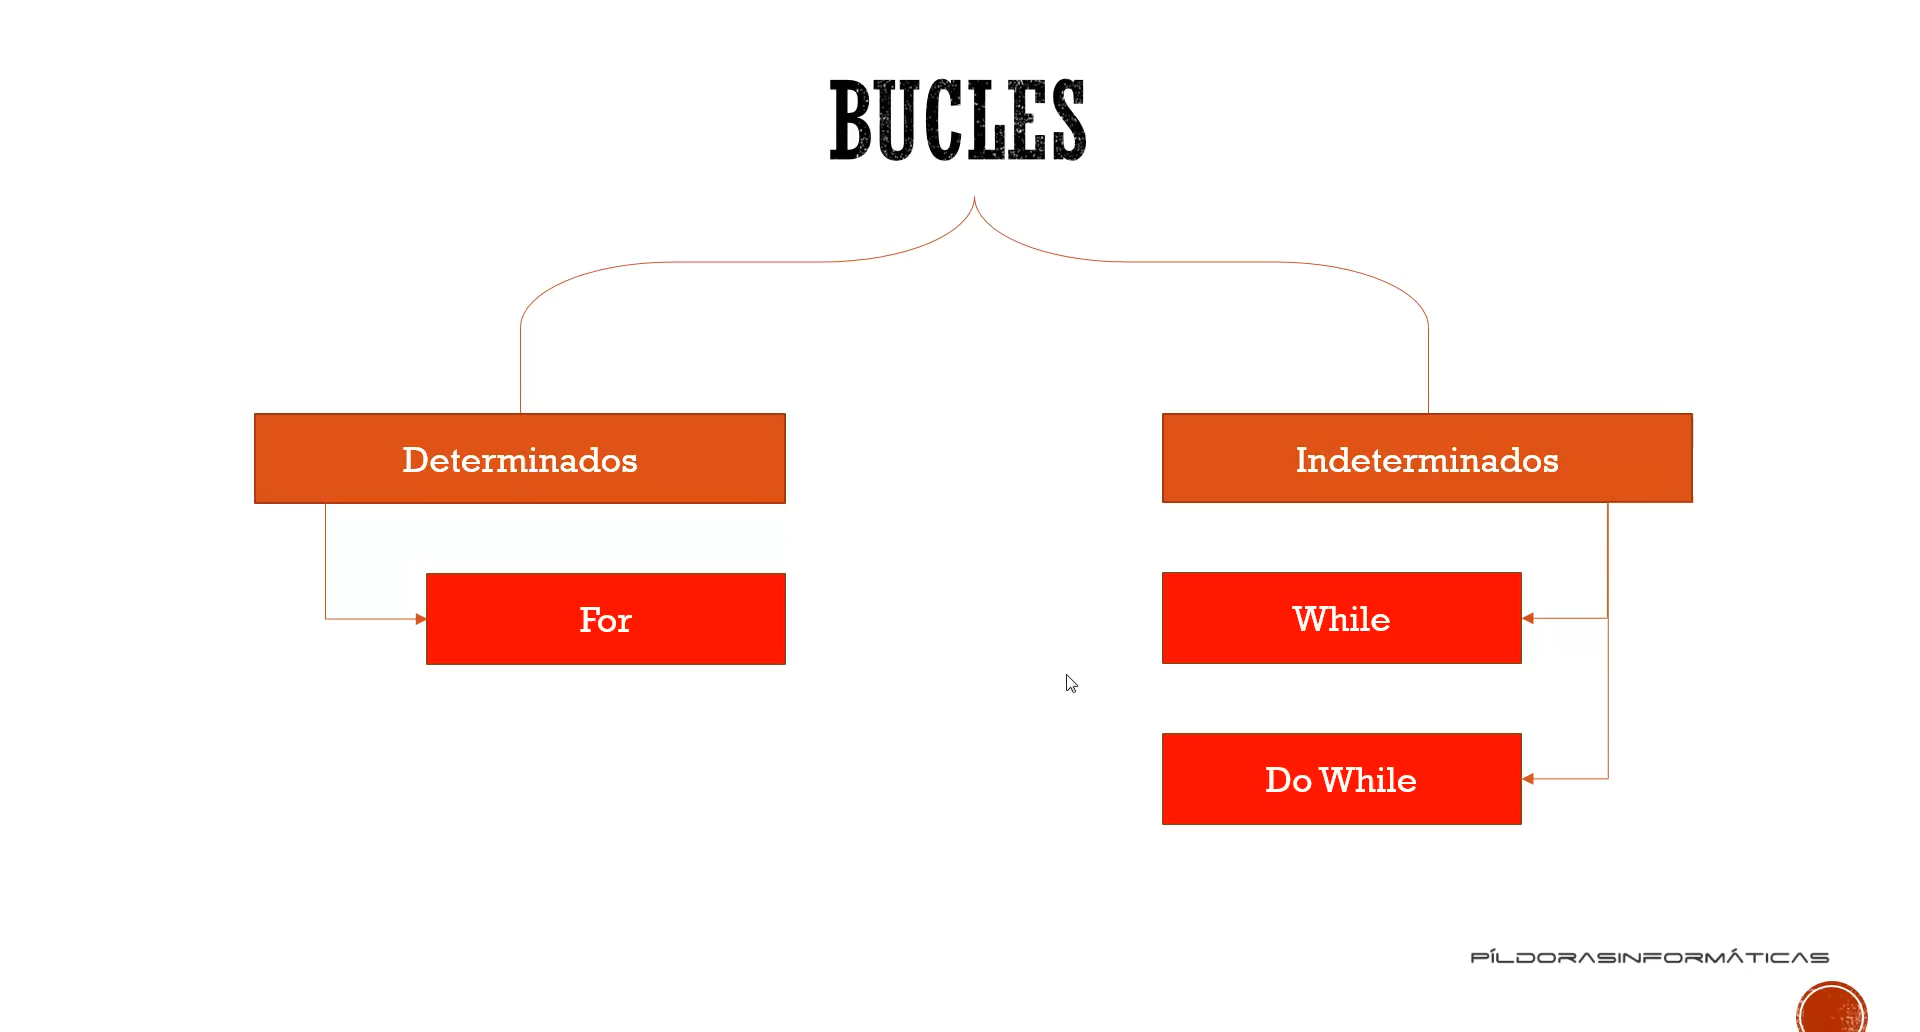 BUCLES
Determinados
Indeterminados
For
While
Do While
PÍLDORASINFORMÁTICAS